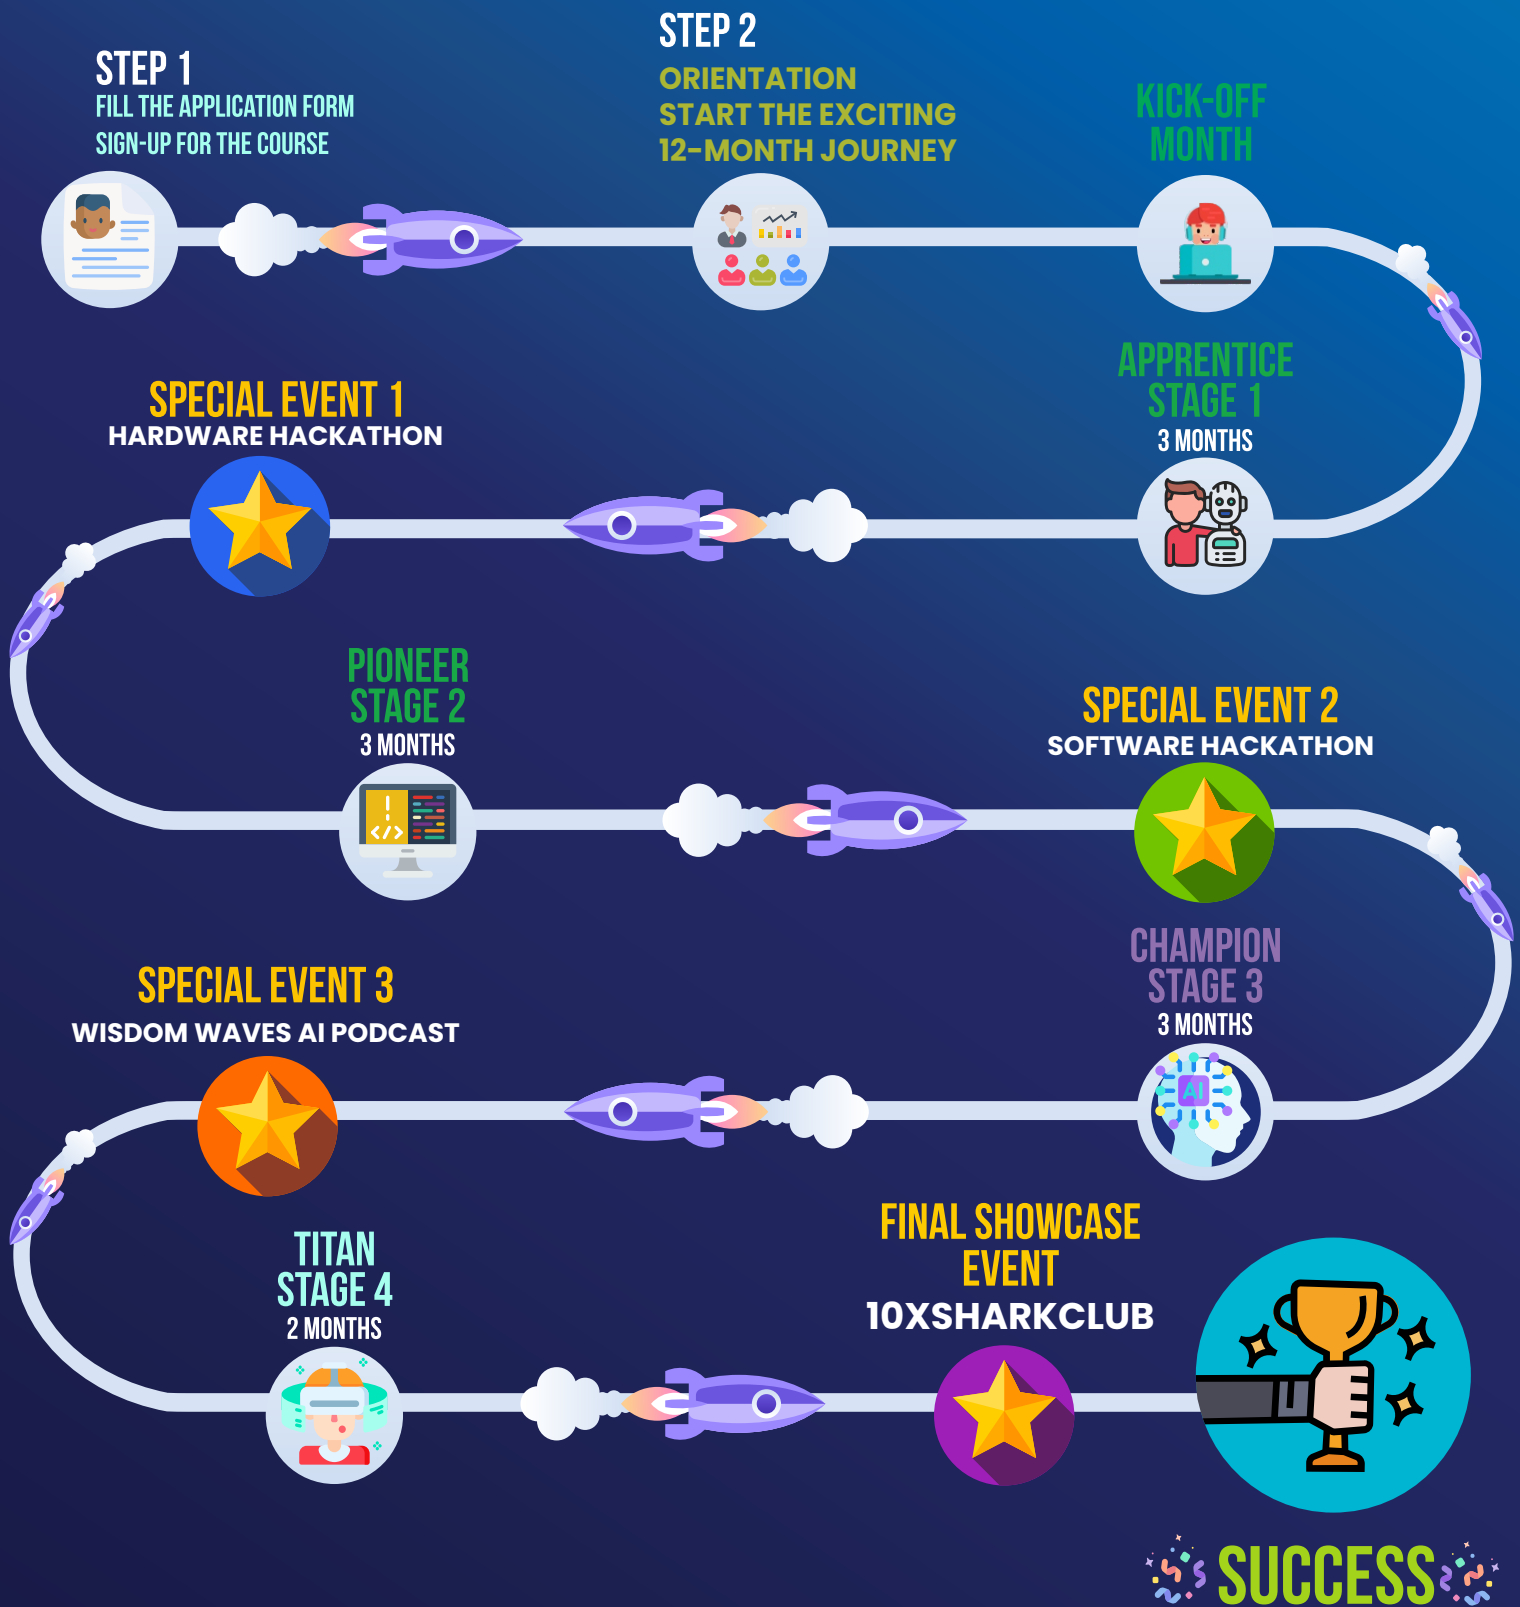 STEP 1
FILL THE APPLICATION FORM
SIGN-UP FOR THE COURSE
STEP 2
ORIENTATION
START THE EXCITING
12-MONTH JOURNEY
KICK-OFF
MONTH
APPRENTICE
STAGE 1
3 MONTHS
SPECIAL EVENT 1
HARDWARE HACKATHON
PIONEER
STAGE 2
3 MONTHS
</>
SPECIAL EVENT 2
SOFTWARE HACKATHON
CHAMPION
STAGE 3
3 MONTHS
AI
SPECIAL EVENT 3
WISDOM WAVES AI PODCAST
TITAN
STAGE 4
2 MONTHS
FINAL SHOWCASE
EVENT
10XSHARKCLUB
SUCCESS